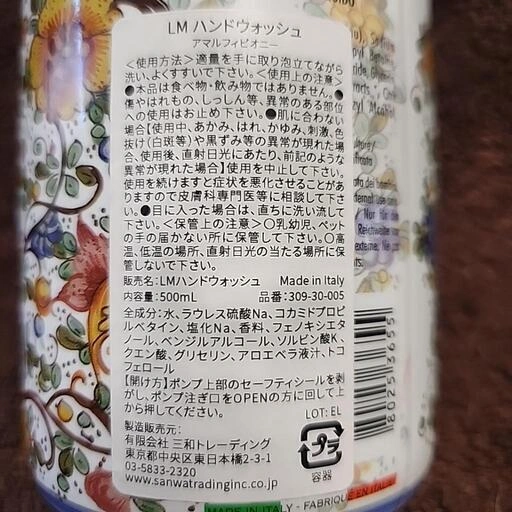 LM ハンドウォッシュ
アマルフィピオニー
＜使用方法＞適量を手に取り泡立てながら
洗い、よくすすいで下さい。＜使用上の注意＞
●本品は食べ物・飲み物ではありません。●
傷やはれもの、しっしん等、異常のある部位
への使用はお止め下さい。●肌に合わない
場合【使用中、あかみ、はれ、かゆみ、刺激、色
抜け(白斑等)や黒ずみ等の異常が現れた場
合、使用後、直射日光にあたり、前記のような
異常が現れた場合】使用を中止して下さい。
使用を続けますと症状を悪化させることがあ
りますので皮膚科専門医等に相談して下さ
い。●目に入った場合は、直ちに洗い流して
下さい。＜保管上の注意＞〇乳幼児、ペット
の手の届かない所に保管して下さい。〇高
温、低温の場所、直射日光の当たる場所に保
管しないで下さい。
販売名:LMハンドウォッシュ Made in Italy
内容量:500mL 品番:309-30-005
全成分:水、ラウレス硫酸Na、コカミドプロピ
ルベタイン、塩化Na、香料、フェノキシエタ
ノール、ベンジルアルコール、ソルビン酸K、
クエン酸、グリセリン、アロエベラ液汁、トコ
フェロール
【開け方】ポンプ上部のセーフティシールを剥
がし、ポンプ注ぎ口をOPENの方に回して上
から押してください。
LOT: EL
製造販売元:
有限会社 三和トレーディング
東京都中央区東日本橋2-3-1
03-5833-2320
www.sanwatradinginc.co.jp
プラ
容器
MADE IN ITALY - FABRIQUÉ EN ITALIE
8025 3655
Nur für den
Reichweite von
externe. Ne pas
Alcohol